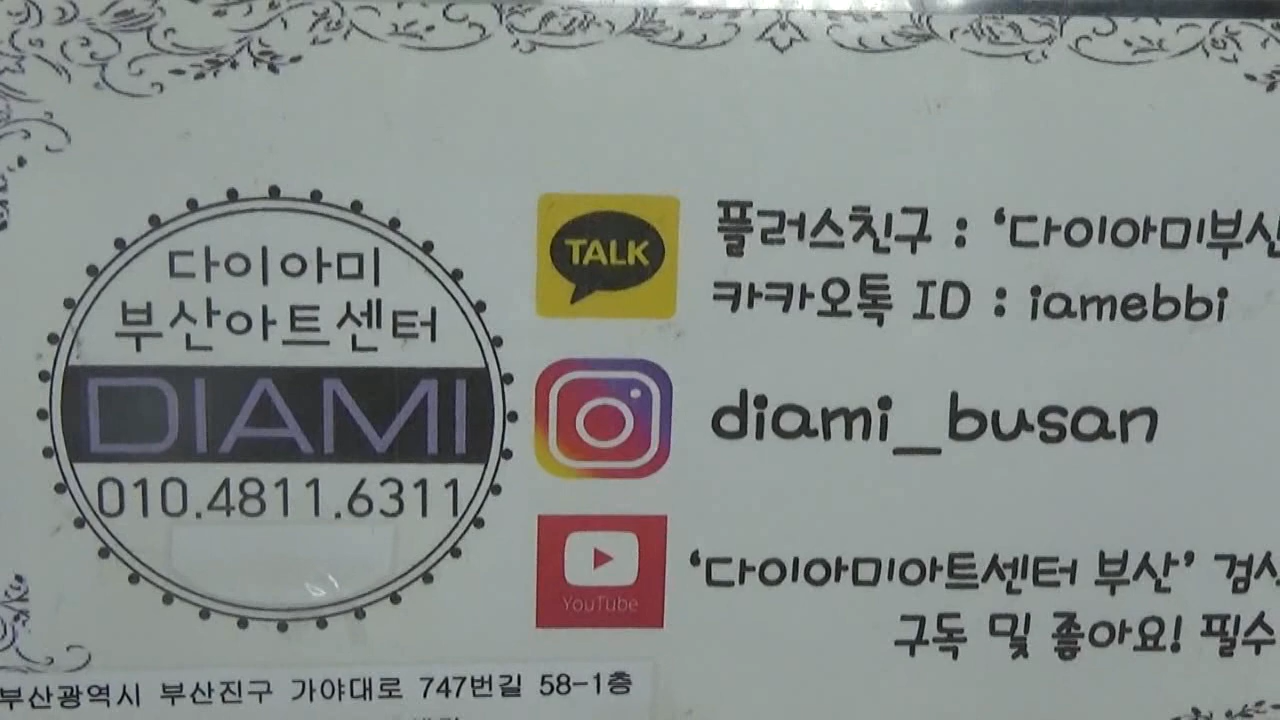 다이아미
부산아트센터
DIAMI
010.4811.6311
TALK
플러스친구 : ‘다이아미부산
카카오톡 ID : iamebbi
diami_busan
YouTube
‘다이아미아트센터 부산’ 검색
구독 및 좋아요! 필수
부산광역시 부산진구 가야대로 747번길 58-1층